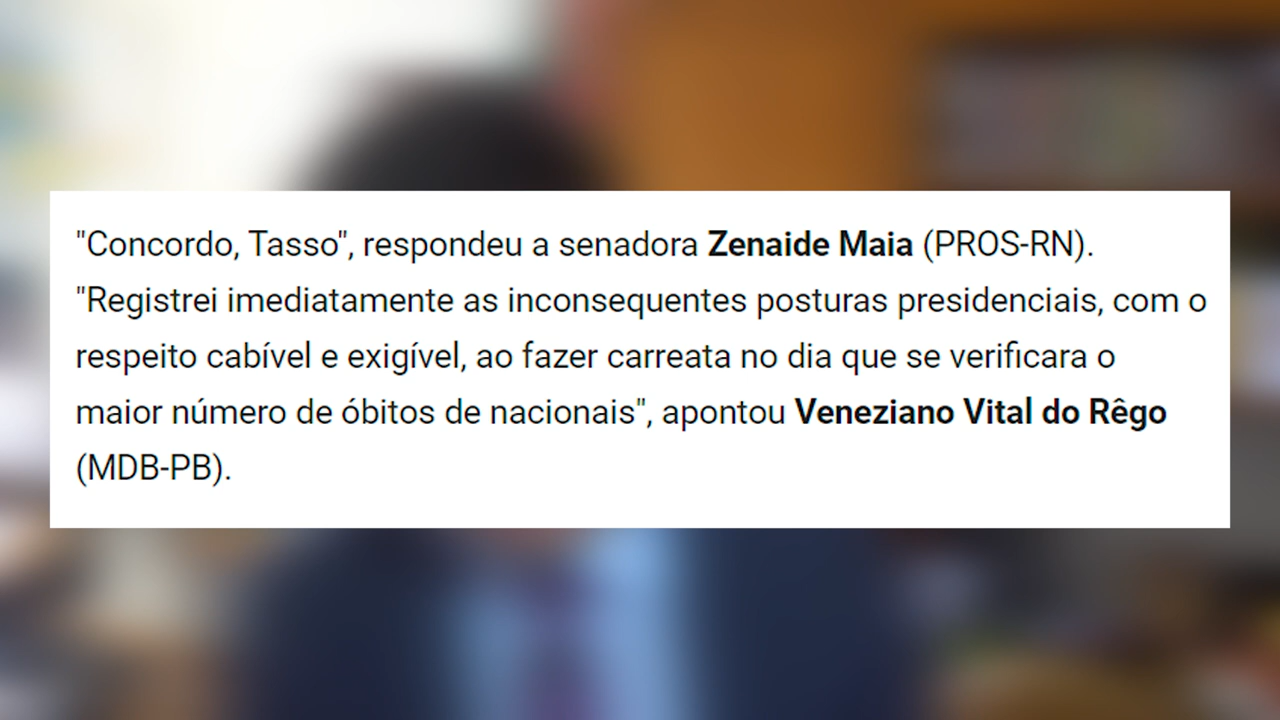 "Concordo, Tasso", respondeu a senadora Zenaide Maia (PROS-RN).
"Registrei imediatamente as inconsequentes posturas presidenciais, com o
respeito cabível e exigível, ao fazer carreata no dia que se verificara o
maior número de óbitos de nacionais", apontou Veneziano Vital do Rêgo
(MDB-PB).